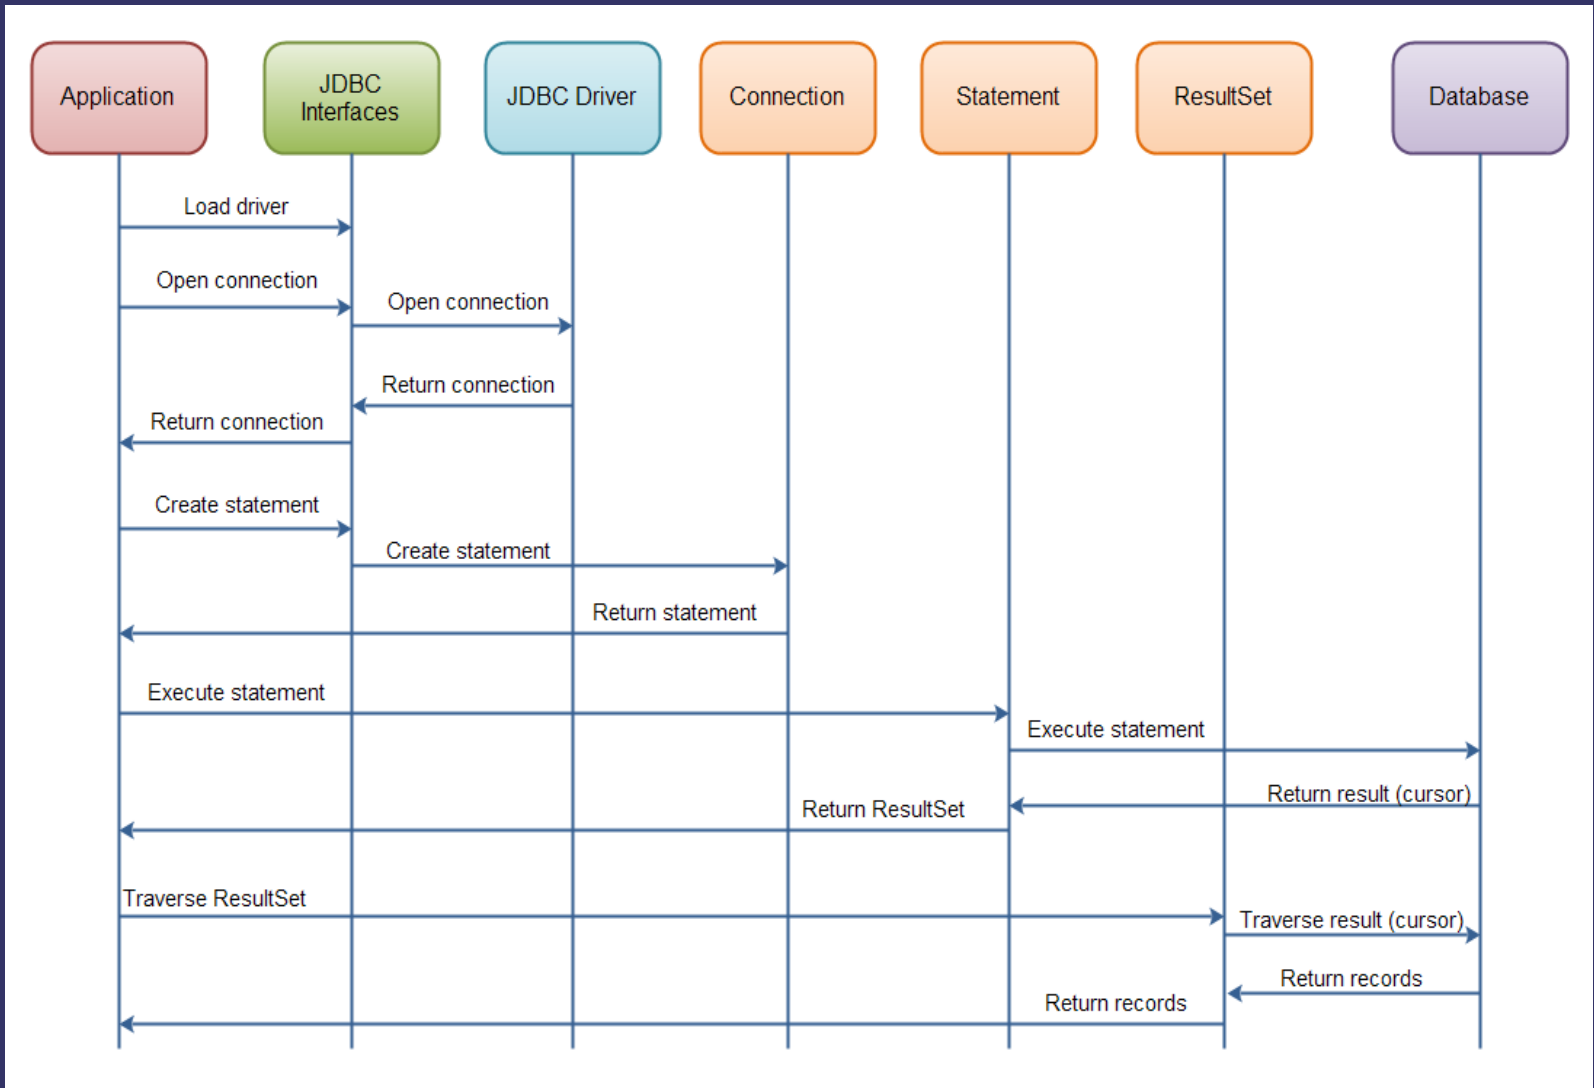 Application
JDBC
Interfaces
JDBC Driver
Connection
Statement
ResultSet
Database
Load driver
Open connection
Open connection
Return connection
Return connection
Create statement
Create statement
Return statement
Execute statement
Execute statement
Return result (cursor)
Return ResultSet
Traverse ResultSet
Traverse result (cursor)
Return records
Return records